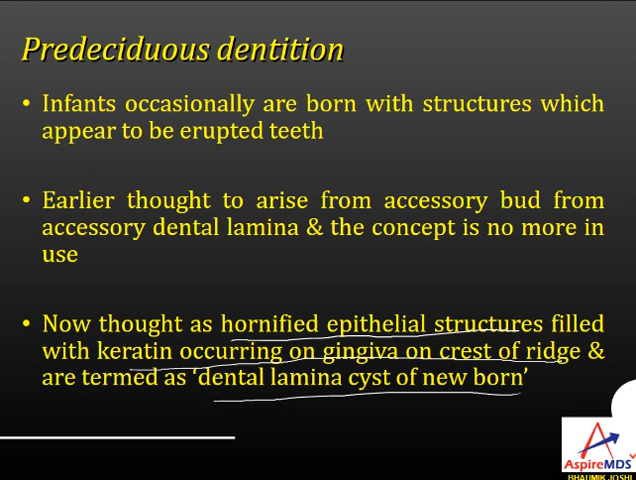 Predeciduous dentition
• Infants occasionally are born with structures which
appear to be erupted teeth
• Earlier thought to arise from accessory bud from
accessory dental lamina & the concept is no more in
use
• Now thought as hornified epithelial structures filled
with keratin occurring on gingiva on crest of ridge &
are termed as ‘dental lamina cyst of new born’
AspireMDS
BHAUMIK JOSHI